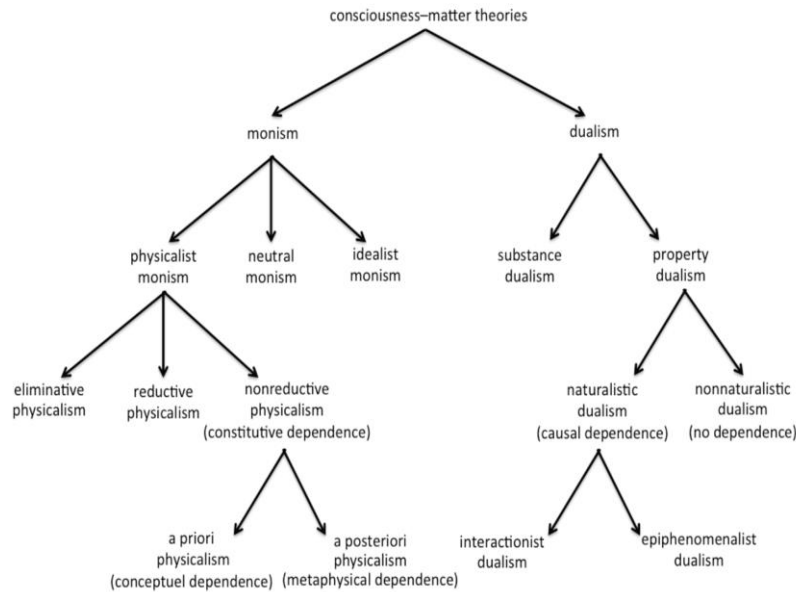 consciousness–matter theories
monism
dualism
physicalist
monism
neutral
monism
idealist
monism
substance
dualism
property
dualism
eliminative
physicalism
reductive
physicalism
nonreductive
physicalism
(constitutive dependence)
naturalistic
dualism
(causal dependence)
nonnaturalistic
dualism
(no dependence)
a priori
physicalism
(conceptuel dependence)
a posteriori
physicalism
(metaphysical dependence)
interactionist
dualism
epiphenomenalist
dualism